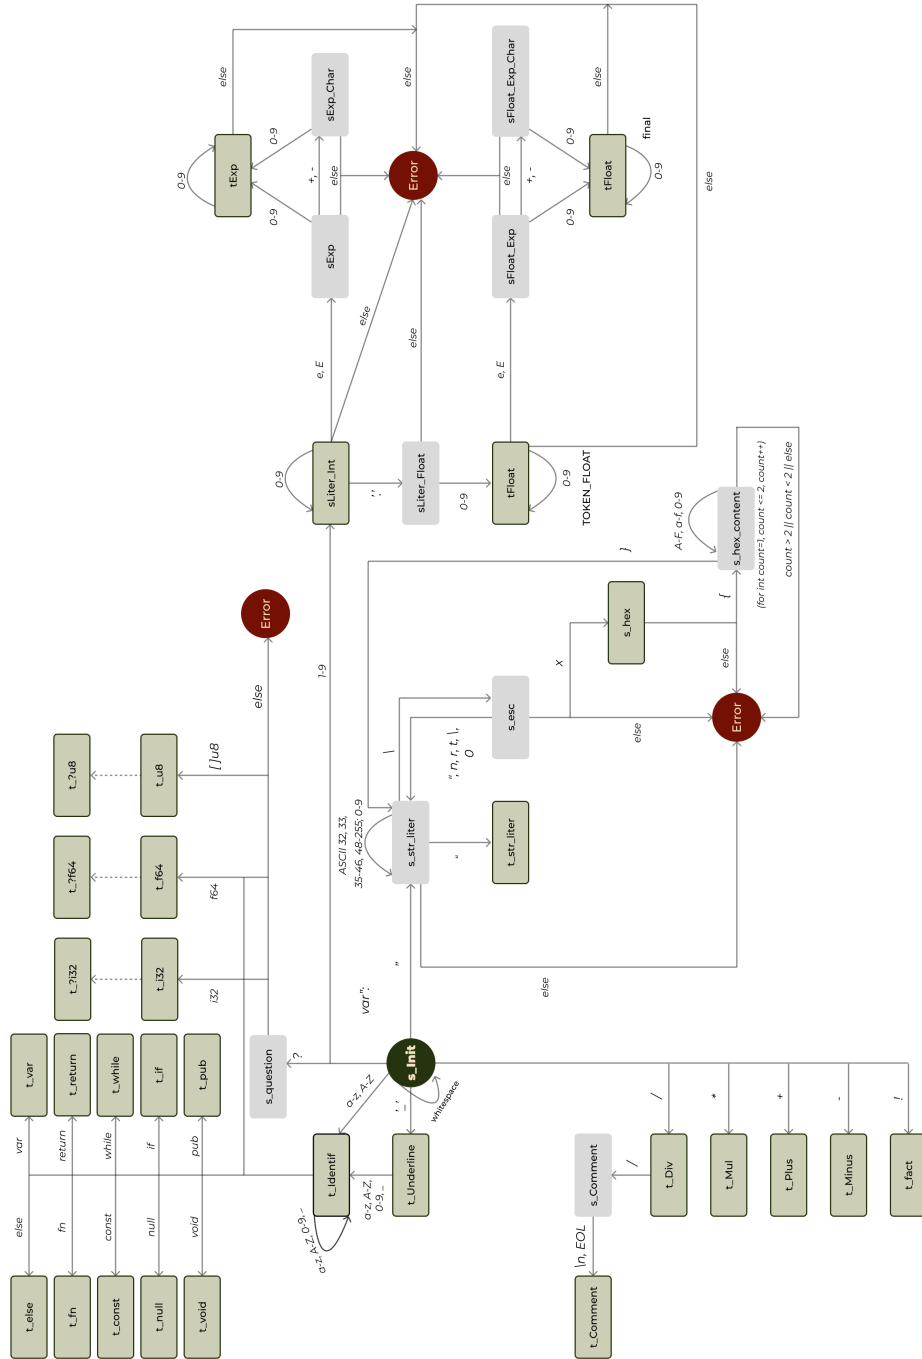 t_else
else
var
t_var
t_fn
fn
return
t_return
t_?i32
t_?f64
t_?u8
t_const
const
while
t_while
t_null
null
if
t_if
t_i32
t_f64
t_u8
t_void
void
pub
t_pub
0-9
i32
f64
[ ]u8
else
tExp
s_question
else
Error
0-9
0-9
?
0-9
+, -
a-z, A-Z, 0-9, _
t_Identif
1-9
e, E
sLiter_Int
sExp
else
sExp_Char
a-z, A-Z
ASCII 32, 33,
35-46, 48-255; 0-9
var":
else
a-z, A-Z,
0-9, _
'_'
"
\
'.'
t_Underline
s_Init
s_str_liter
sLiter_Float
else
Error
else
whitespace
", n, r, t, \,
0
"
0-9
e, E
else
else
t_str_liter
s_esc
tFloat
sFloat_Exp
sFloat_Exp_Char
+, -
else
x
0-9
0-9
0-9
\n, EOL
TOKEN_FLOAT
else
t_Comment
s_Comment
tFloat
/
}
s_hex
else
final
/
0-9
t_Div
A-F, a-f, 0-9
*
else
{
else
t_Mul
Error
s_hex_content
(for int count=1, count <= 2, count++)
+
count > 2 || count < 2 || else
t_Plus
-
t_Minus
!
t_fact